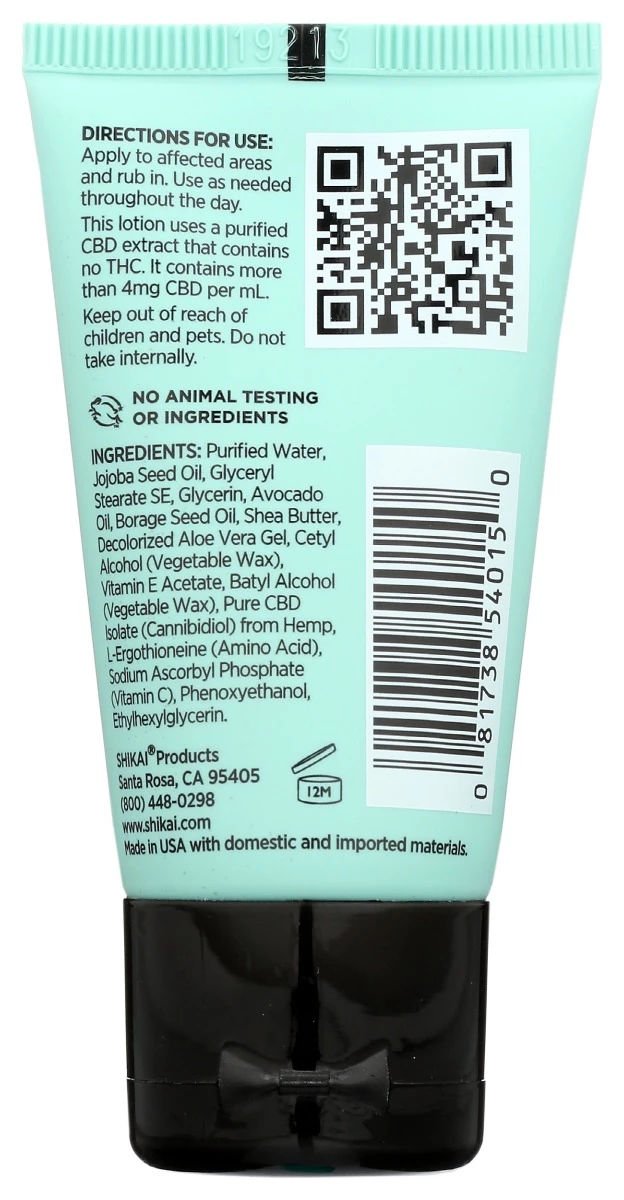 19213
DIRECTIONS FOR USE:
Apply to affected areas
and rub in. Use as needed
throughout the day.
This lotion uses a purified
CBD extract that contains
no THC. It contains more
than 4mg CBD per mL.
Keep out of reach of
children and pets. Do not
take internally.
NO ANIMAL TESTING
OR INGREDIENTS
INGREDIENTS: Purified Water,
Jojoba Seed Oil, Glyceryl
Stearate SE, Glycerin, Avocado
Oil, Borage Seed Oil, Shea Butter,
Decolorized Aloe Vera Gel, Cetyl
Alcohol (Vegetable Wax),
Vitamin E Acetate, Batyl Alcohol
(Vegetable Wax), Pure CBD
Isolate (Cannibidiol) from Hemp,
L-Ergothioneine (Amino Acid),
Sodium Ascorbyl Phosphate
(Vitamin C), Phenoxyethanol,
Ethylhexylglycerin.
0 81738 54015 0
SHIKAI® Products
Santa Rosa, CA 95405
(800) 448-0298
www.shikai.com
Made in USA with domestic and imported materials.
12M